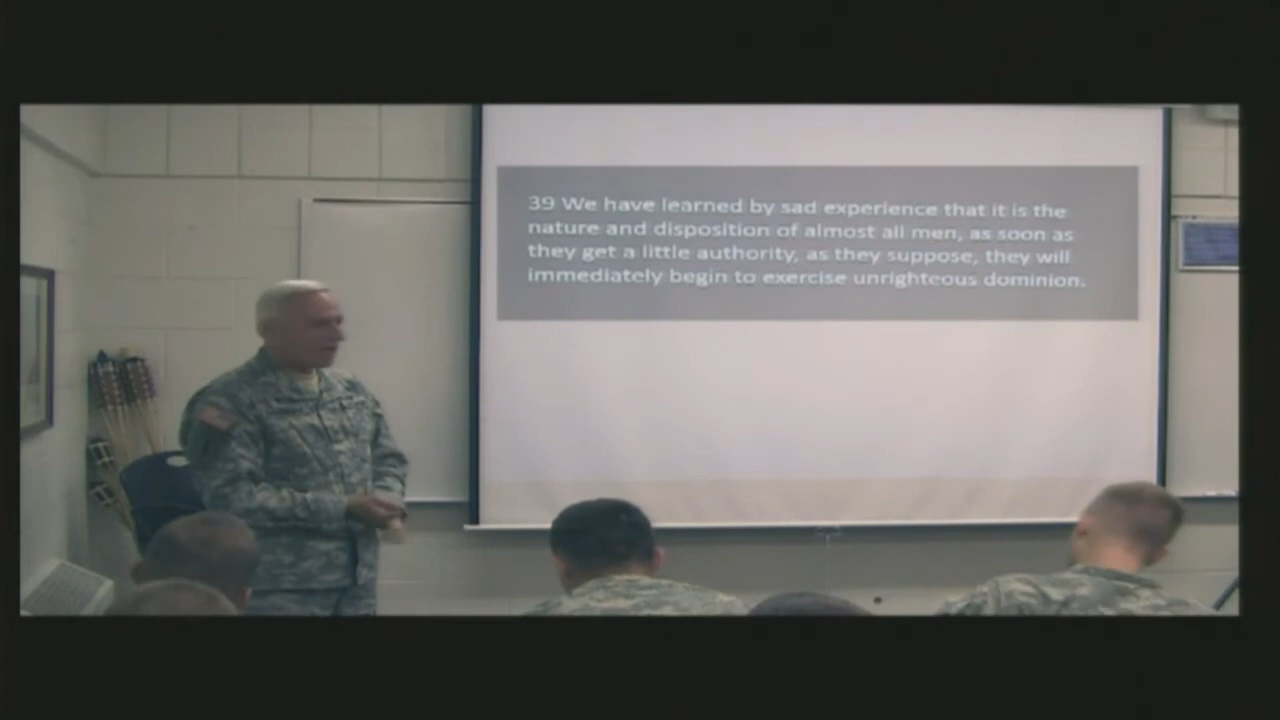 39 We have learned by sad experience that it is the
nature and disposition of almost all men, as soon as
they get a little authority, as they suppose, they will
immediately begin to exercise unrighteous dominion.